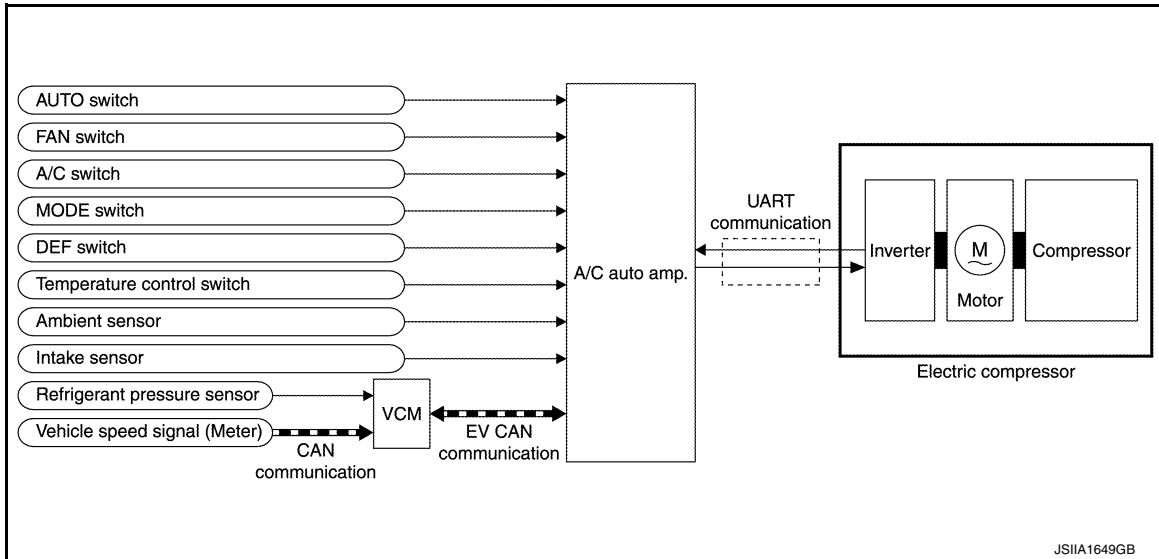 AUTO switch
FAN switch
A/C switch
MODE switch
DEF switch
Temperature control switch
Ambient sensor
Intake sensor
Refrigerant pressure sensor
Vehicle speed signal (Meter)
CAN
communication
VCM
EV CAN
communication
A/C auto amp.
UART
communication
Inverter
M
Motor
Compressor
Electric compressor
JSIIA1649GB